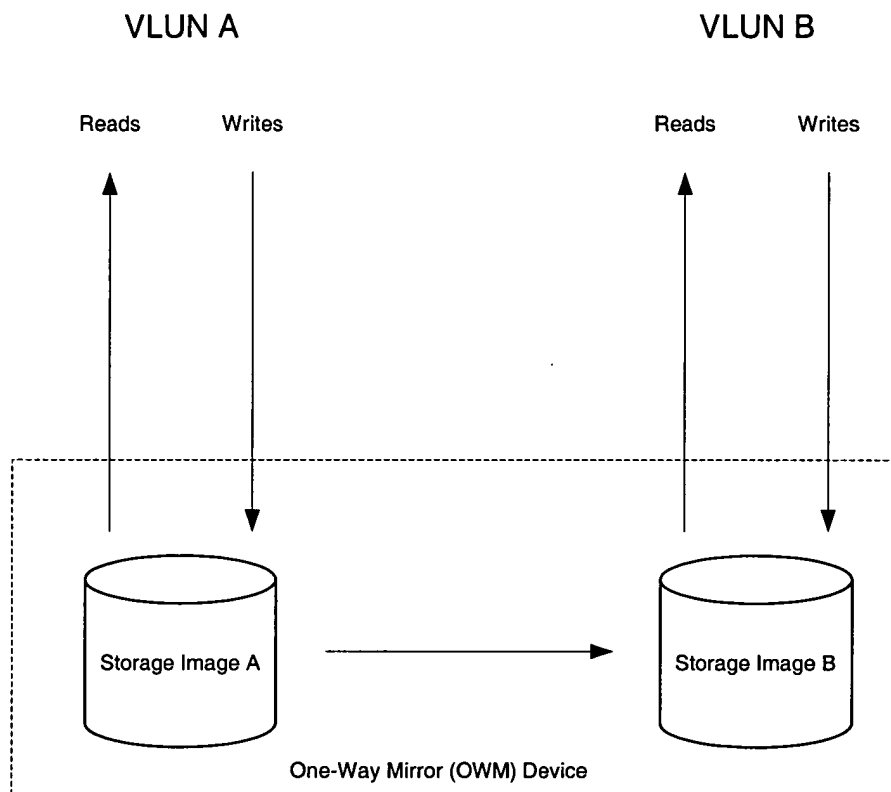 VLUN A
VLUN B
Reads
Writes
Reads
Writes
Storage Image A
Storage Image B
One-Way Mirror (OWM) Device